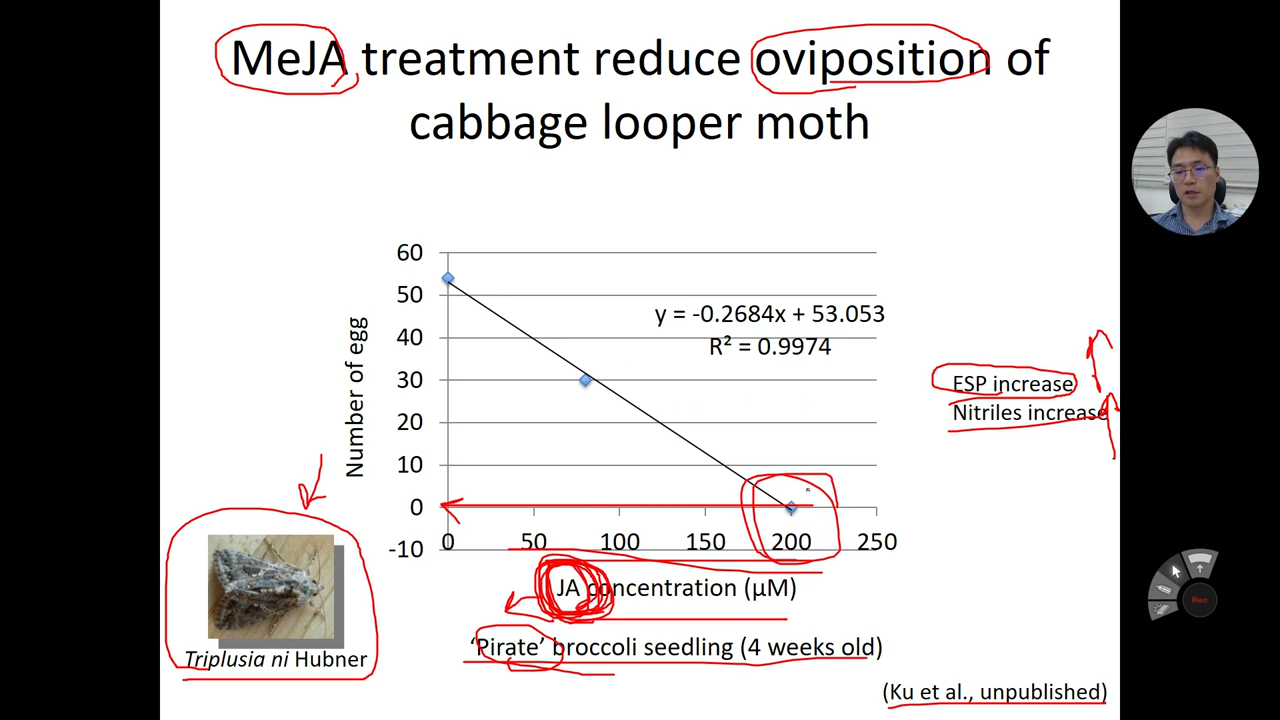 MeJA treatment reduce oviposition of
cabbage looper moth
60
50
40
30
20
10
0
-10
Number of egg
y = -0.2684x + 53.053
R² = 0.9974
0 50 100 150 200 250
JA concentration (µM)
'Pirate' broccoli seedling (4 weeks old)
ESP increase
Nitriles increase
Triplusia ni Hubner
(Ku et al., unpublished)
Rec